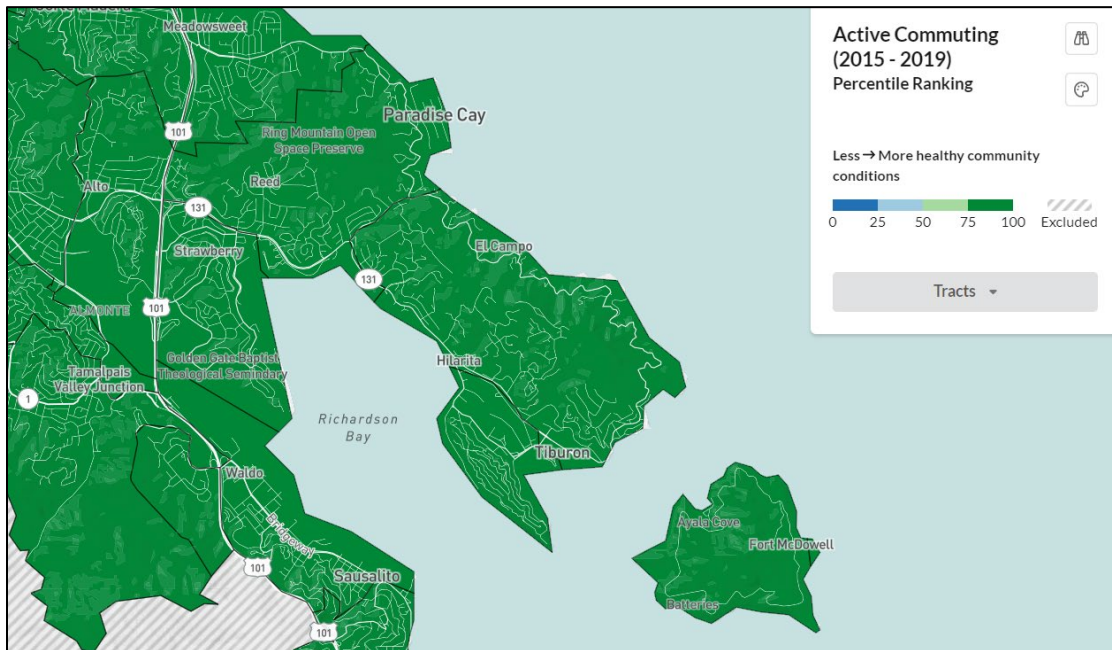 Meadowsweet
101
Paradise Cay
Ring Mountain Open
Space Preserve
Alto
Reed
131
Strawberry
El Campo
131
101
ALMONTE
Golden Gate Baptist
Theological Semindary
Hilarita
Tamalpais
Valley Junction
1
Richardson
Bay
Tiburon
Waldo
Bridgeway
Ayala Cove
Fort McDowell
101
Sausalito
Batteries
101
Active Commuting
(2015 - 2019)
Percentile Ranking
Less → More healthy community
conditions
0 25 50 75 100 Excluded
Tracts